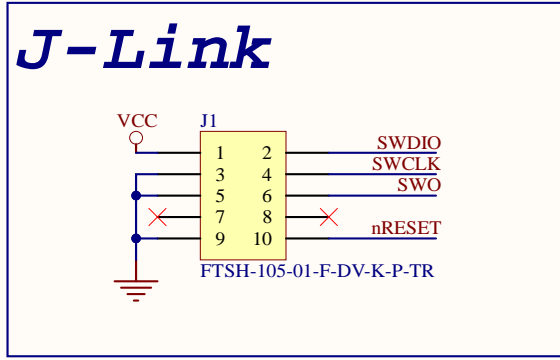 J-Link
VCC
J1
1 2 SWDIO
3 4 SWCLK
5 6 SWO
7 8
9 10 nRESET
FTSH-105-01-F-DV-K-P-TR